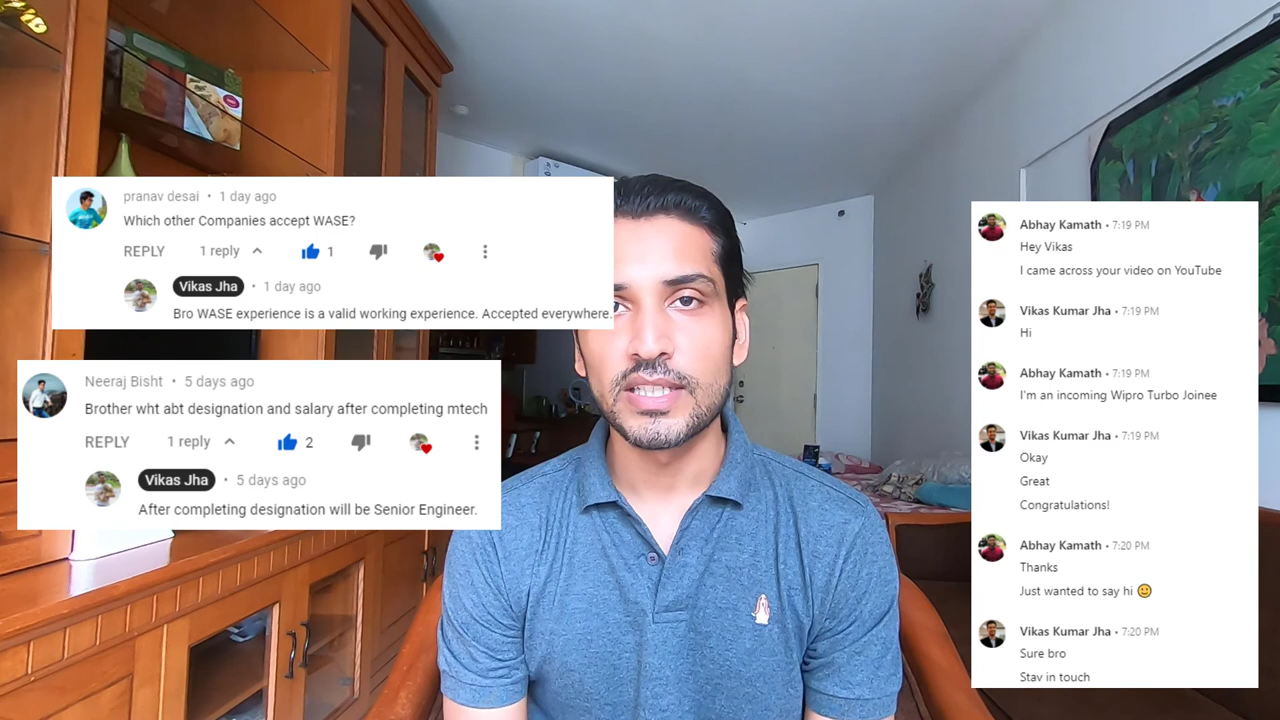 pranav desai • 1 day ago
Which other Companies accept WASE?
REPLY 1 reply 1
Vikas Jha • 1 day ago
Bro WASE experience is a valid working experience. Accepted everywhere.
Neeraj Bisht • 5 days ago
Brother wht abt designation and salary after completing mtech
REPLY 1 reply 2
Vikas Jha • 5 days ago
After completing designation will be Senior Engineer.
Abhay Kamath • 7:19 PM
Hey Vikas
I came across your video on YouTube
Vikas Kumar Jha • 7:19 PM
Hi
Abhay Kamath • 7:19 PM
I'm an incoming Wipro Turbo Joinee
Vikas Kumar Jha • 7:19 PM
Okay
Great
Congratulations!
Abhay Kamath • 7:20 PM
Thanks
Just wanted to say hi 🙂
Vikas Kumar Jha • 7:20 PM
Sure bro
Stay in touch